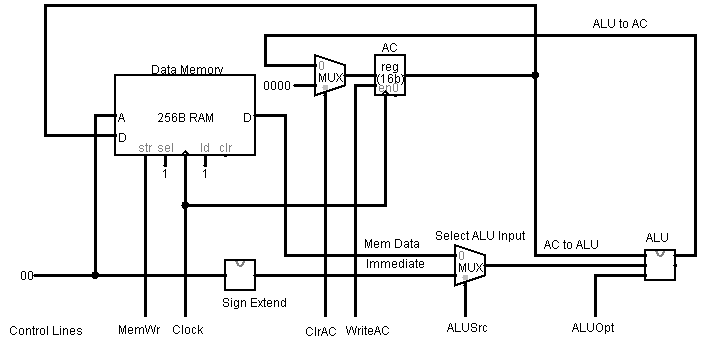 ALU to AC
AC
Data Memory
0
MUX
reg
(16b)
en0
0000
A
256B RAM
D
D
str sel ld clr
1 1
Select ALU Input
ALU
Mem Data
AC to ALU
0
MUX
Immediate
00
Sign Extend
Control Lines MemWr Clock ClrAC WriteAC ALUSrc ALUOpt